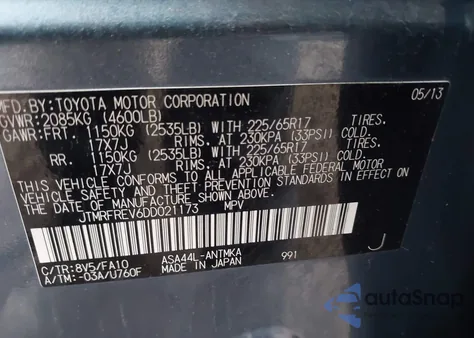 MFD.BY:TOYOTA MOTOR CORPORATION 05/13
GVWR:2085KG (4600LB)
GAWR:FRT. 1150KG (2535LB) WITH 225/65R17 TIRES.
17X7J RIMS. AT 230KPA (33PSI) COLD.
RR. 1150KG (2535LB) WITH 225/65R17 TIRES.
17X7J RIMS. AT 230KPA (33PSI) COLD.
THIS VEHICLE CONFORMS TO ALL APPLICABLE FEDERAL MOTOR
VEHICLE SAFETY, BUMPER, AND THEFT PREVENTION STANDARDS
IN EFFECT ON THE DATE OF MANUFACTURE SHOWN ABOVE.
JTMRFREV6DD021173 MPV
J
C/TR:8V5/FA10 ASA44L-ANTMKA 991
A/TM:-03A/U760F MADE IN JAPAN
autoSnap